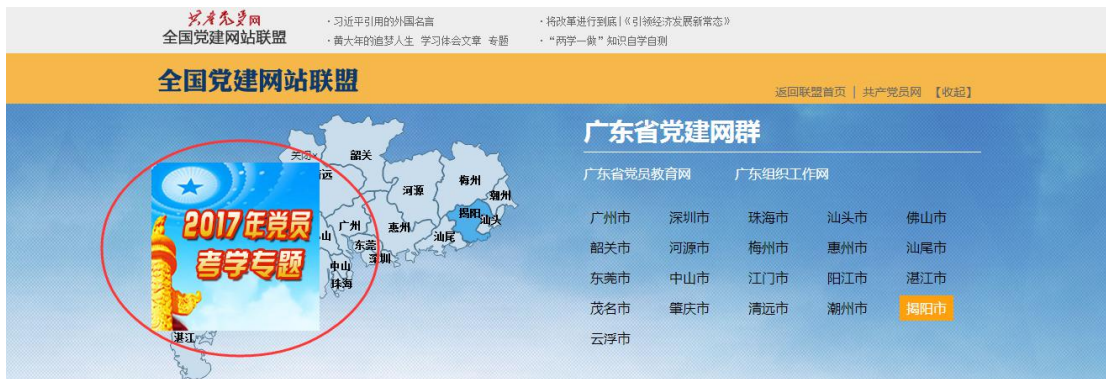 共产党员网
全国党建网站联盟
·习近平引用的外国名言
·将改革进行到底|《引领经济发展新常态》
·黄大年的追梦人生 学习体会文章 专题
·“两学一做”知识自学自测
全国党建网站联盟
返回联盟首页 | 共产党员网 【收起】
广东省党建网群
广东省党员教育网 广东组织工作网
广州市 深圳市 珠海市 汕头市 佛山市
韶关市 河源市 梅州市 惠州市 汕尾市
东莞市 中山市 江门市 阳江市 湛江市
茂名市 肇庆市 清远市 潮州市 揭阳市
云浮市
关闭×
韶关
远
河源
梅州
潮州
揭阳
汕头
广州
惠州
汕尾
山
东莞
深圳
中山
珠海
湛江
2017年党员
考学专题